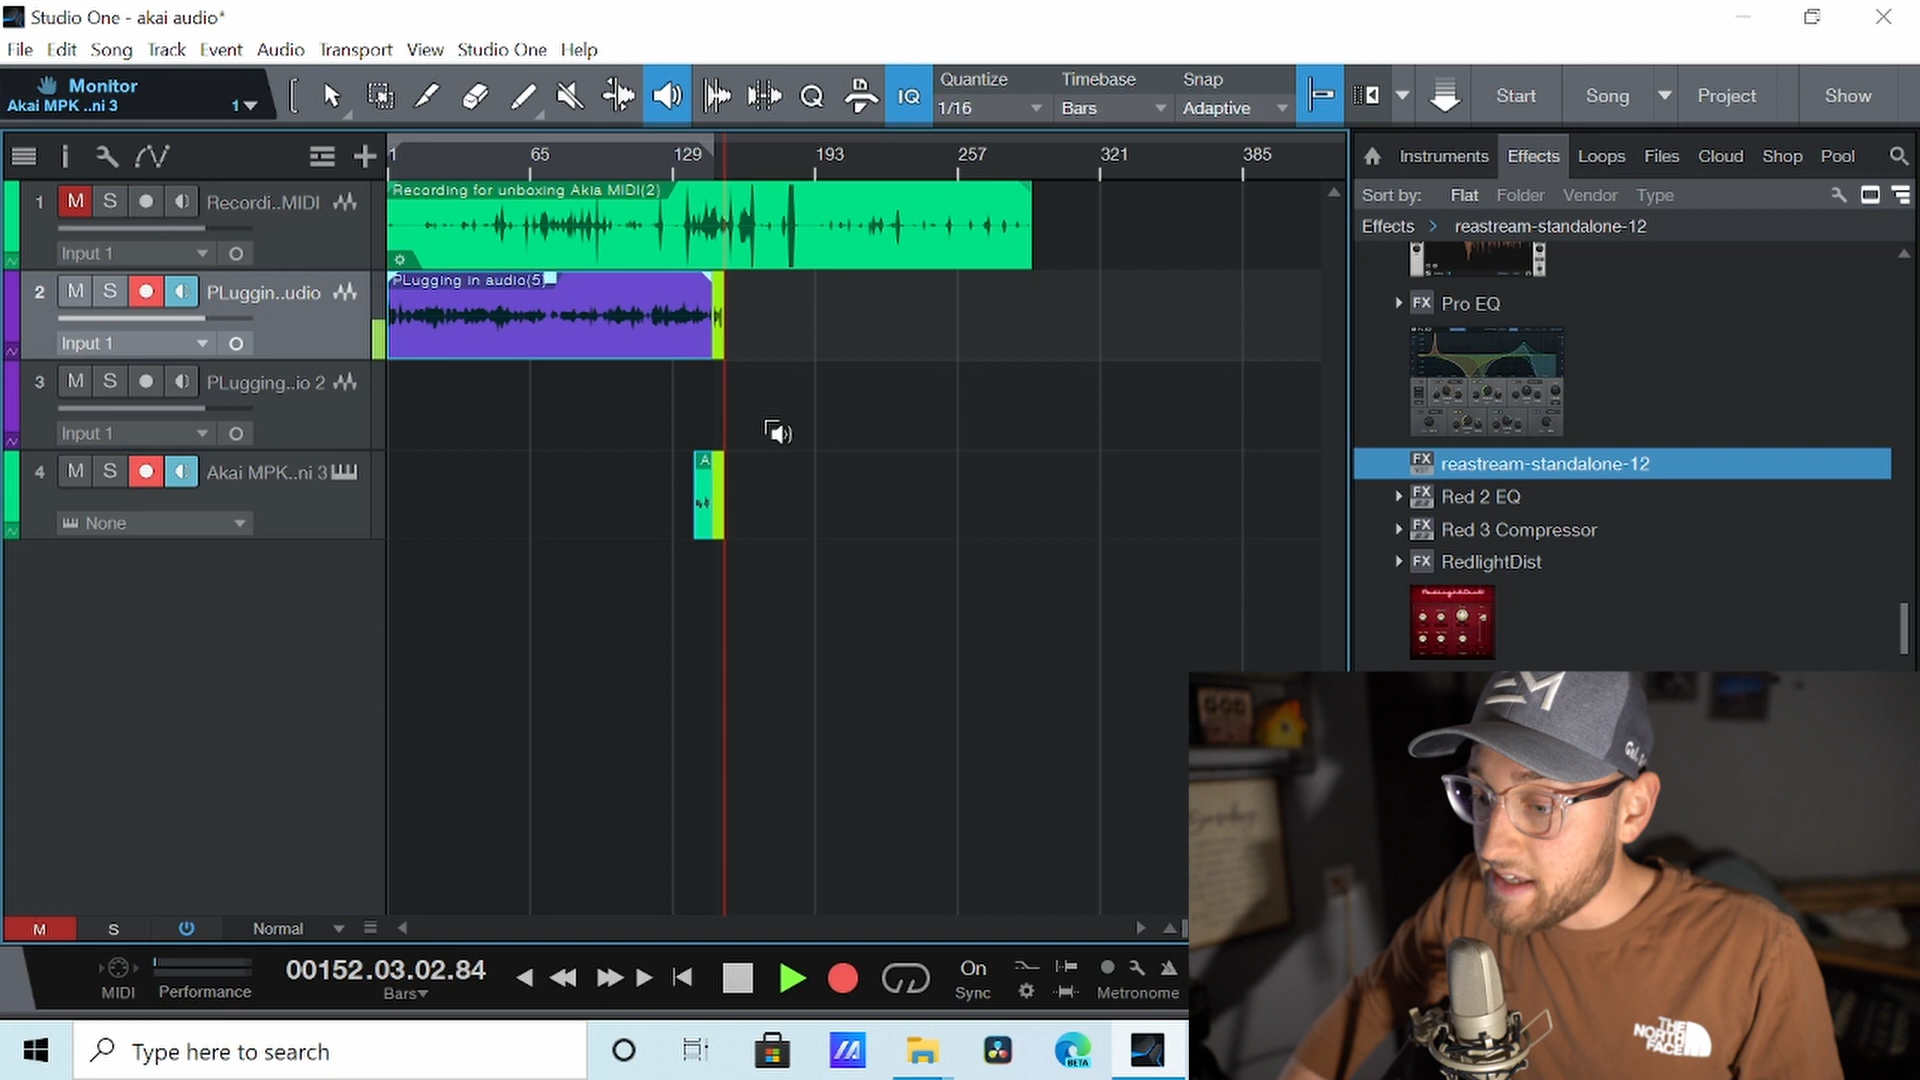 Studio One - akai audio*
File Edit Song Track Event Audio Transport View Studio One Help
Monitor
Akai MPK ..ni 3 1
IQ
Quantize Timebase Snap
1/16 Bars Adaptive
Start Song Project Show
1 65 129 193 257 321 385
Instruments Effects Loops Files Cloud Shop Pool
Sort by: Flat Folder Vendor Type
Effects > reastream-standalone-12
1 M S Recordi..MIDI
Input 1
Recording for unboxing Akia MIDI(2)
2 M S PLuggin..udio
Input 1
PLugging in audio(5)
3 M S PLugging..io 2
Input 1
4 M S Akai MPK..ni 3
None
A
FX Pro EQ
FX VST reastream-standalone-12
FX Red 2 EQ
FX Red 3 Compressor
FX RedlightDist
M S Normal
MIDI
Performance
00152.03.02.84
Bars
On
Sync
Metronome
Type here to search
BETA
THE
NORTH
FACE